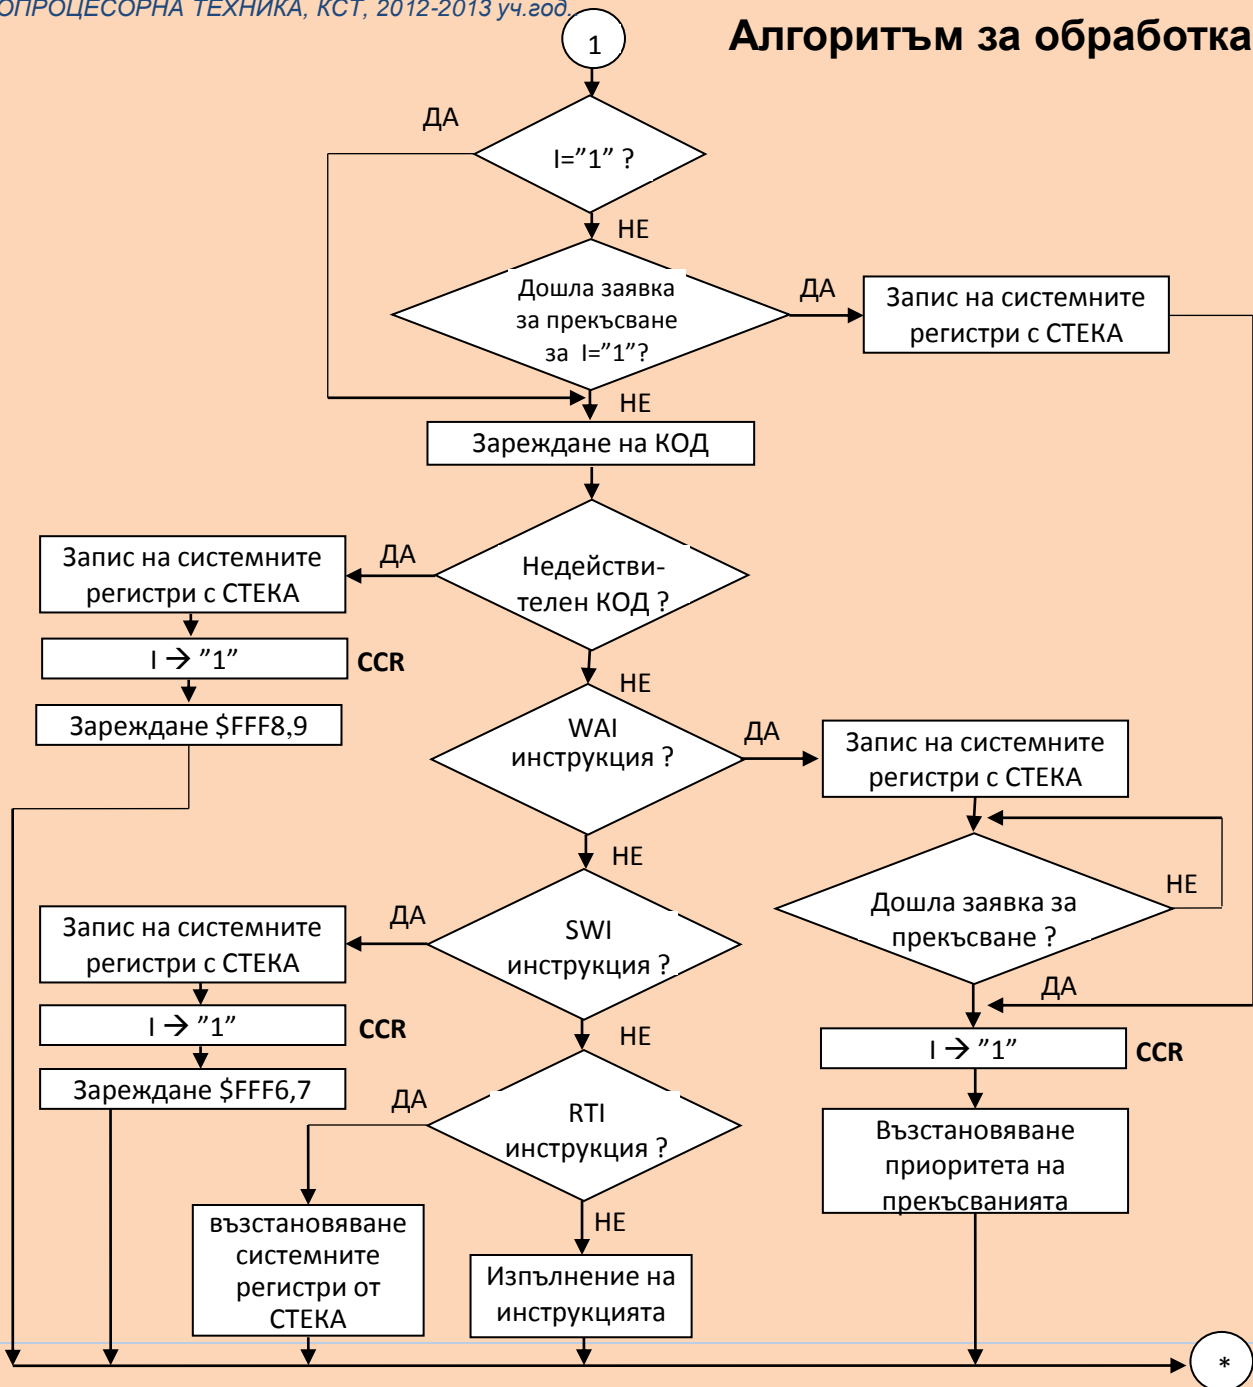 ОПРОЦЕСОРНА ТЕХНИКА, КСТ, 2012-2013 уч.год.
Алгоритъм за обработка
1
ДА
I=”1” ?
НЕ
Дошла заявка
за прекъсване
за I=”1”?
ДА
Запис на системните
регистри с СТЕКА
НЕ
Зареждане на КОД
Запис на системните
регистри с СТЕКА
ДА
Недействи-
телен КОД ?
I → ”1”
CCR
НЕ
Зареждане $FFF8,9
WAI
инструкция ?
ДА
Запис на системните
регистри с СТЕКА
НЕ
Дошла заявка за
прекъсване ?
НЕ
Запис на системните
регистри с СТЕКА
ДА
SWI
инструкция ?
ДА
I → ”1”
CCR
НЕ
I → ”1”
CCR
Зареждане $FFF6,7
ДА
RTI
инструкция ?
Възстановяване
приоритета на
прекъсванията
НЕ
възстановяване
системните
регистри от
СТЕКА
Изпълнение на
инструкцията
*